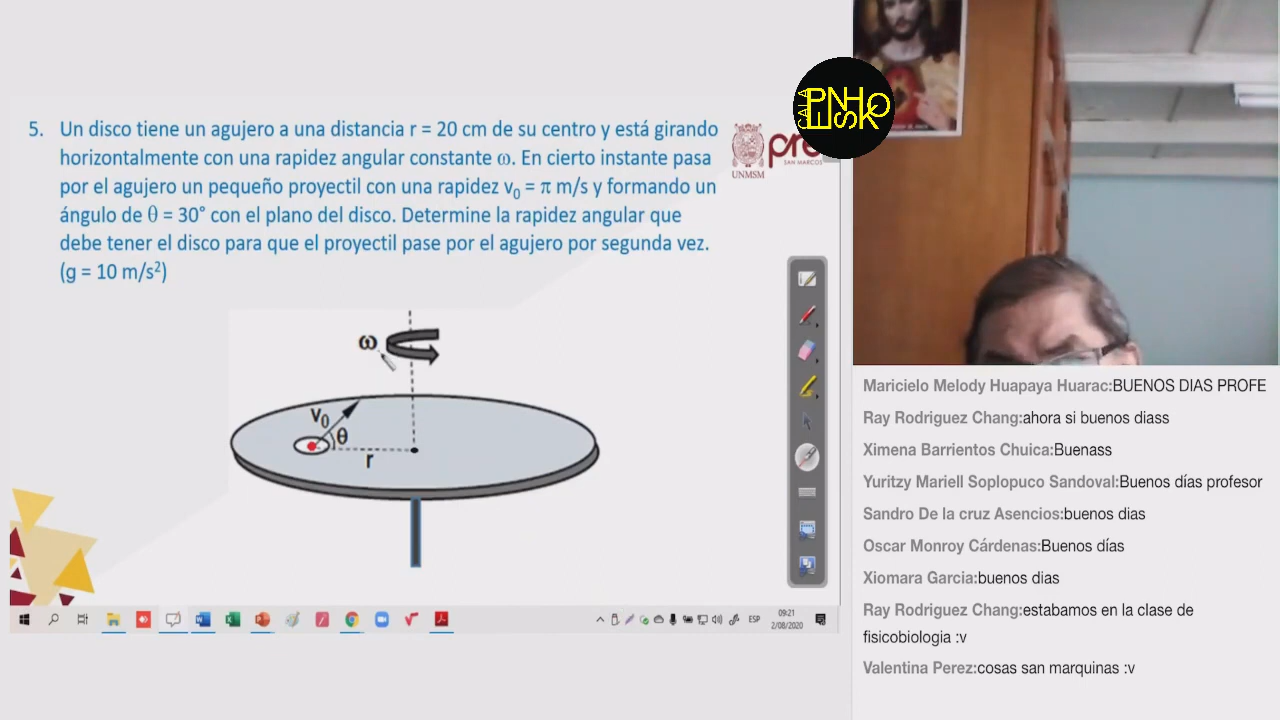 5. Un disco tiene un agujero a una distancia r = 20 cm de su centro y está girando
horizontalmente con una rapidez angular constante ω. En cierto instante pasa
por el agujero un pequeño proyectil con una rapidez v₀ = π m/s y formando un
ángulo de θ = 30° con el plano del disco. Determine la rapidez angular que
debe tener el disco para que el proyectil pase por el agujero por segunda vez.
(g = 10 m/s²)
UNMSM
pre
SAN MARCOS
ω
v₀
θ
r
09:21
ESP
2/08/2020
Maricielo Melody Huapaya Huarac:BUENOS DIAS PROFE
Ray Rodriguez Chang:ahora si buenos diass
Ximena Barrientos Chuica:Buenass
Yuritzy Mariell Soplopuco Sandoval:Buenos días profesor
Sandro De la cruz Asencios:buenos dias
Oscar Monroy Cárdenas:Buenos días
Xiomara Garcia:buenos dias
Ray Rodriguez Chang:estabamos en la clase de
fisicobiologia :v
Valentina Perez:cosas san marquinas :v